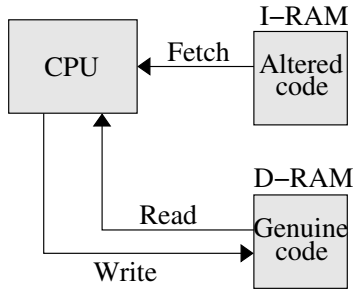 I−RAM
CPU
Fetch
Altered
code
D−RAM
Read
Genuine
code
Write